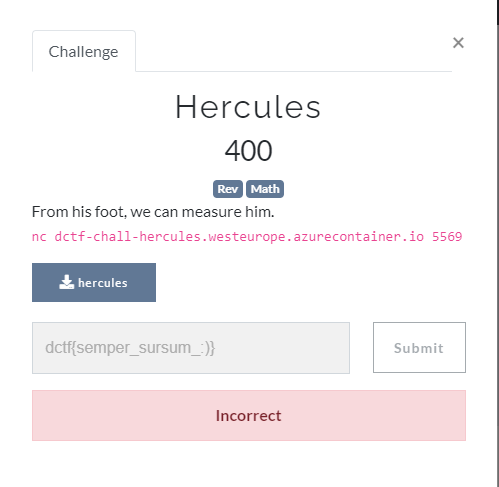 Challenge
×
Hercules
400
Rev Math
From his foot, we can measure him.
nc dctf-chall-hercules.westeurope.azurecontainer.io 5569
hercules
dctf{semper_sursum_:)}
Submit
Incorrect